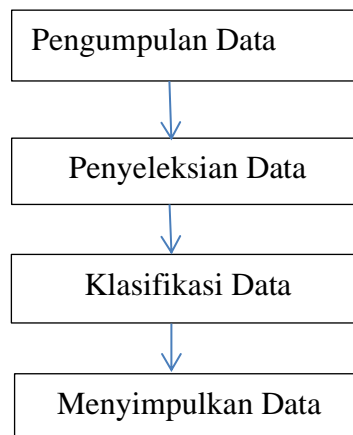 Pengumpulan Data
Penyeleksian Data
Klasifikasi Data
Menyimpulkan Data